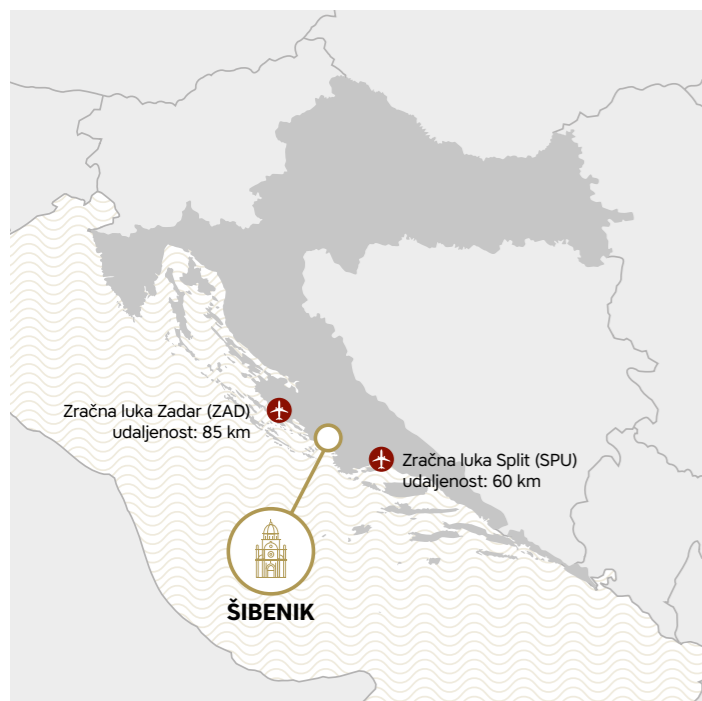 Zračna luka Zadar (ZAD)
udaljenost: 85 km
Zračna luka Split (SPU)
udaljenost: 60 km
ŠIBENIK